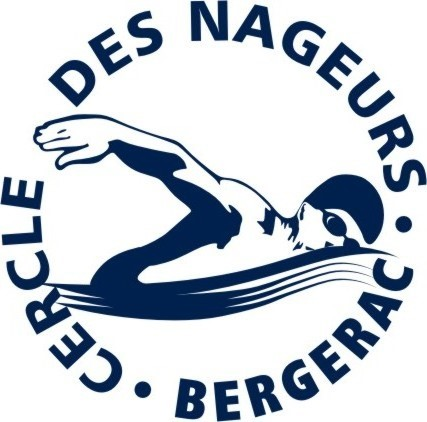 CERCLE DES NAGEURS • BERGERAC •